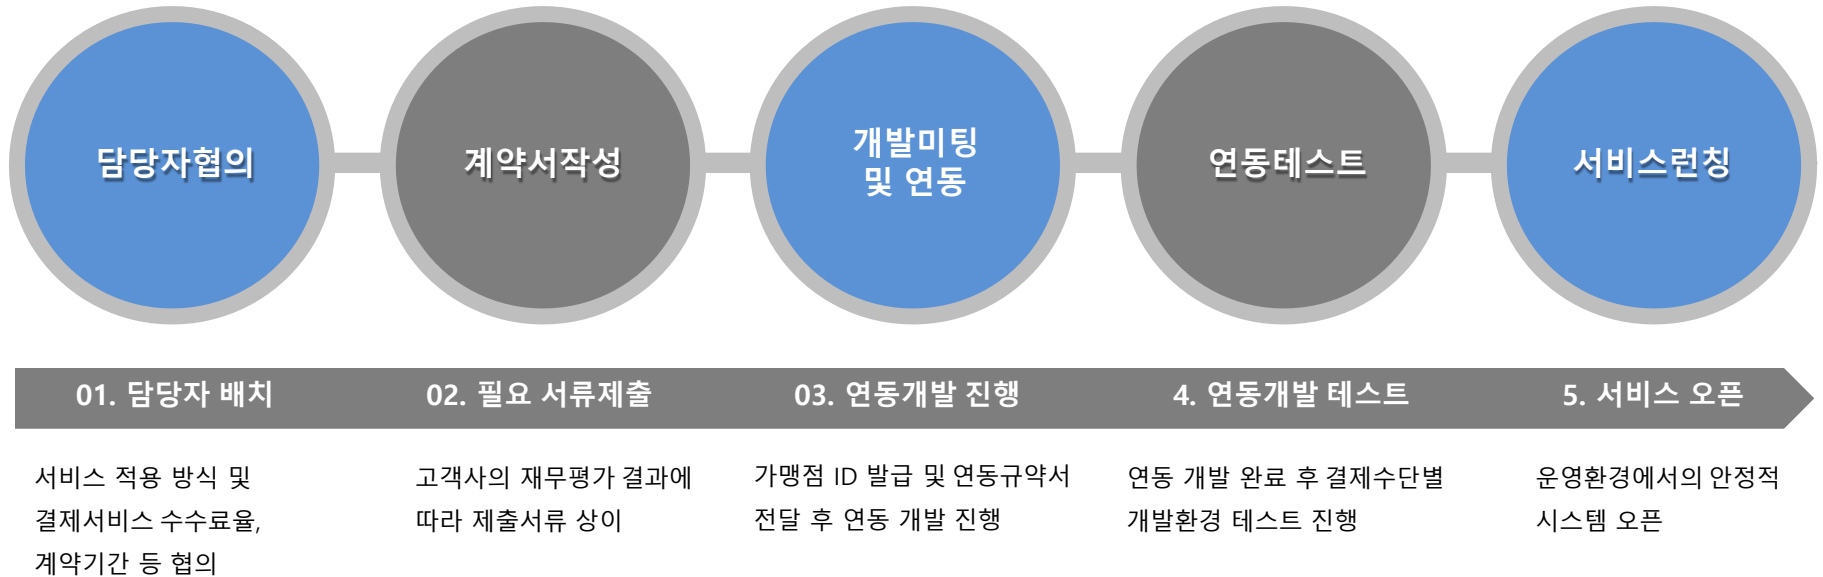 담당자협의
계약서작성
개발미팅
및 연동
연동테스트
서비스런칭
01. 담당자 배치
02. 필요 서류제출
03. 연동개발 진행
4. 연동개발 테스트
5. 서비스 오픈
서비스 적용 방식 및
결제서비스 수수료율,
계약기간 등 협의
고객사의 재무평가 결과에
따라 제출서류 상이
가맹점 ID 발급 및 연동규약서
전달 후 연동 개발 진행
연동 개발 완료 후 결제수단별
개발환경 테스트 진행
운영환경에서의 안정적
시스템 오픈